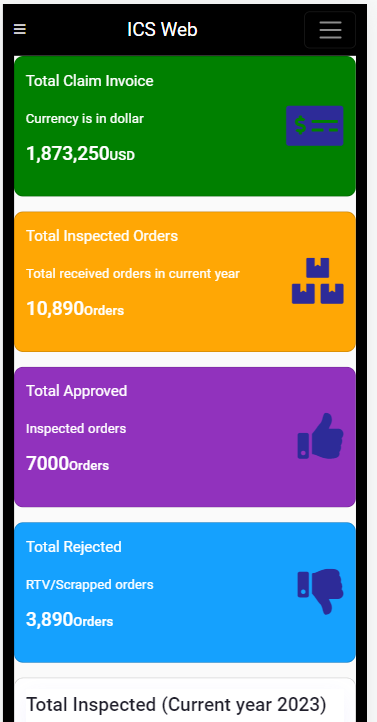 ICS Web
Total Claim Invoice
Currency is in dollar
1,873,250USD
Total Inspected Orders
Total received orders in current year
10,890Orders
Total Approved
Inspected orders
7000Orders
Total Rejected
RTV/Scrapped orders
3,890Orders
Total Inspected (Current year 2023)